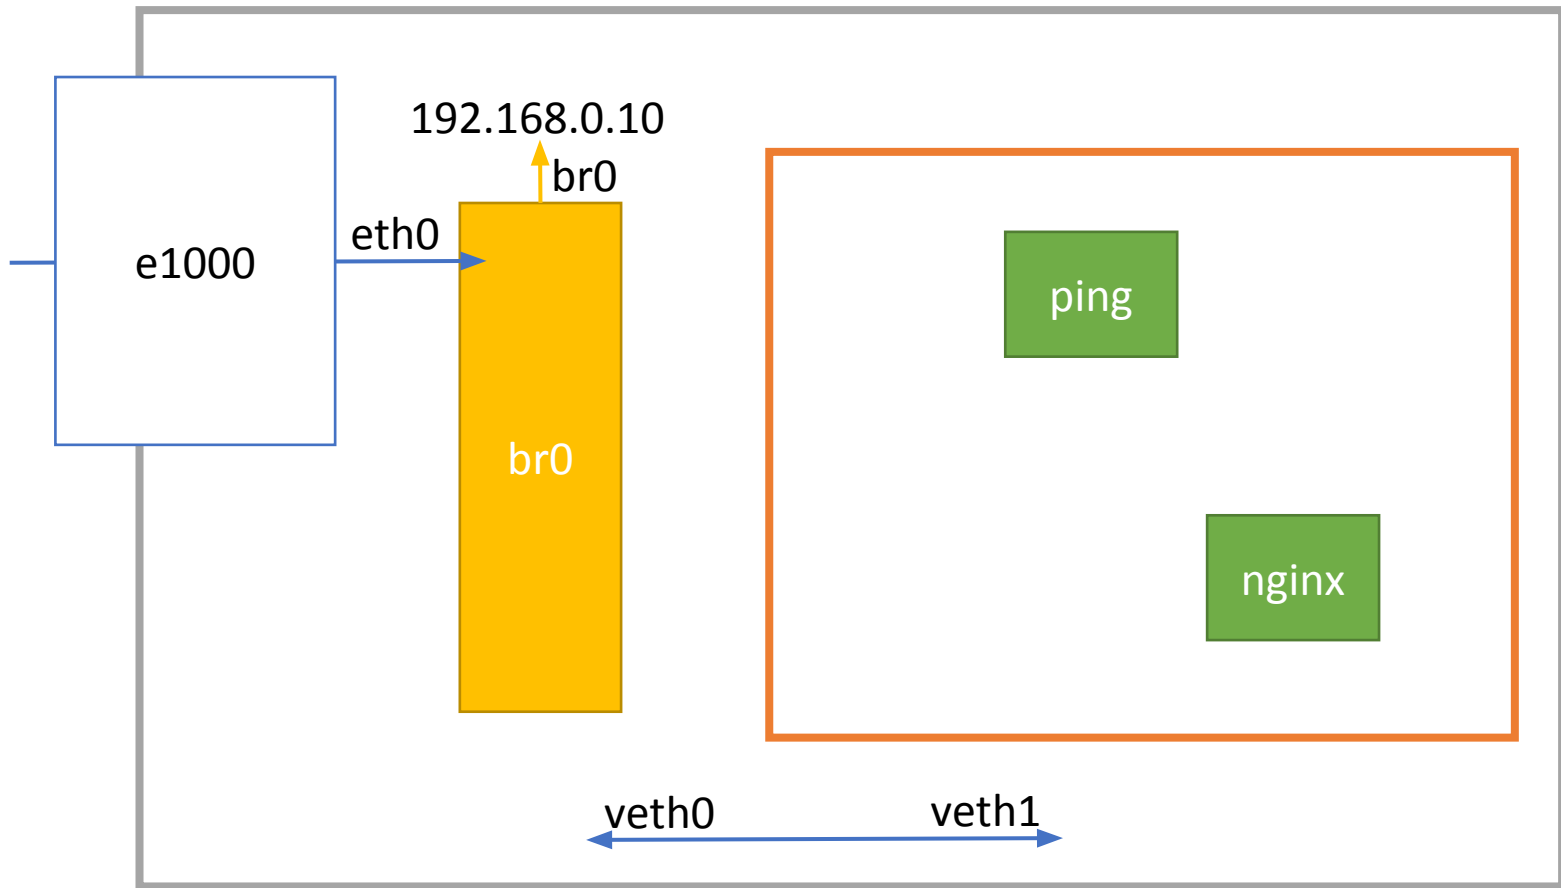 192.168.0.10
br0
eth0
e1000
ping
br0
nginx
veth0
veth1